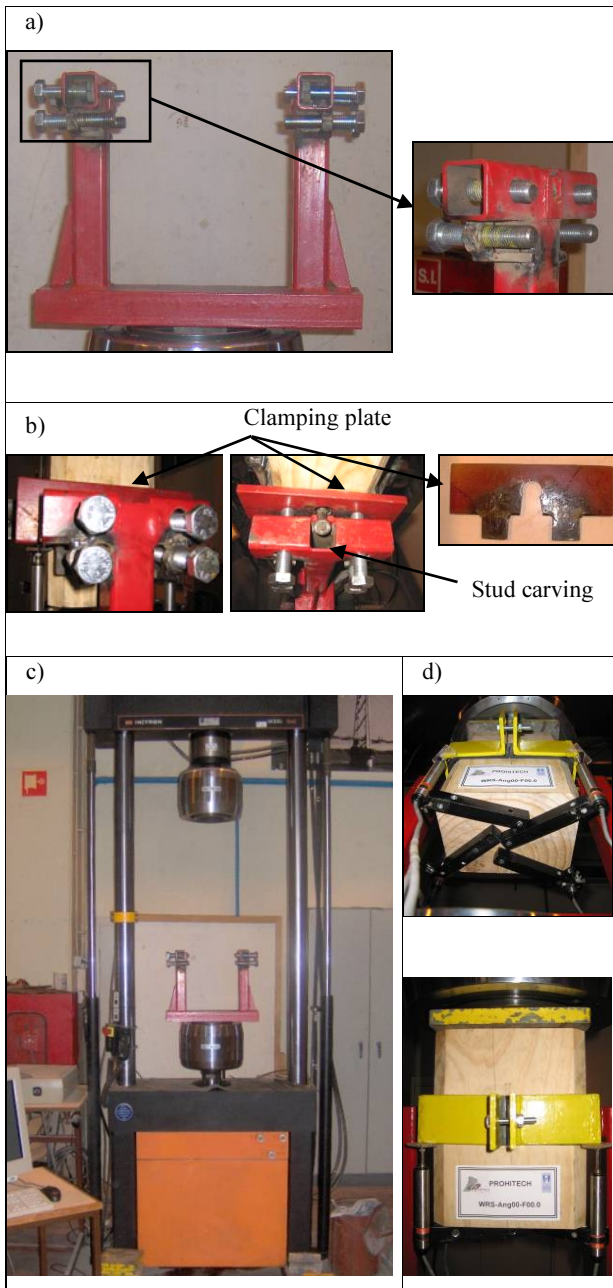 a)
S.I.
b)
Clamping plate
Stud carving
c)
INSTRON
d)
PROHITECH
WRS-Ang00-F00.0
PROHITECH
WRS-Ang00-F00.0